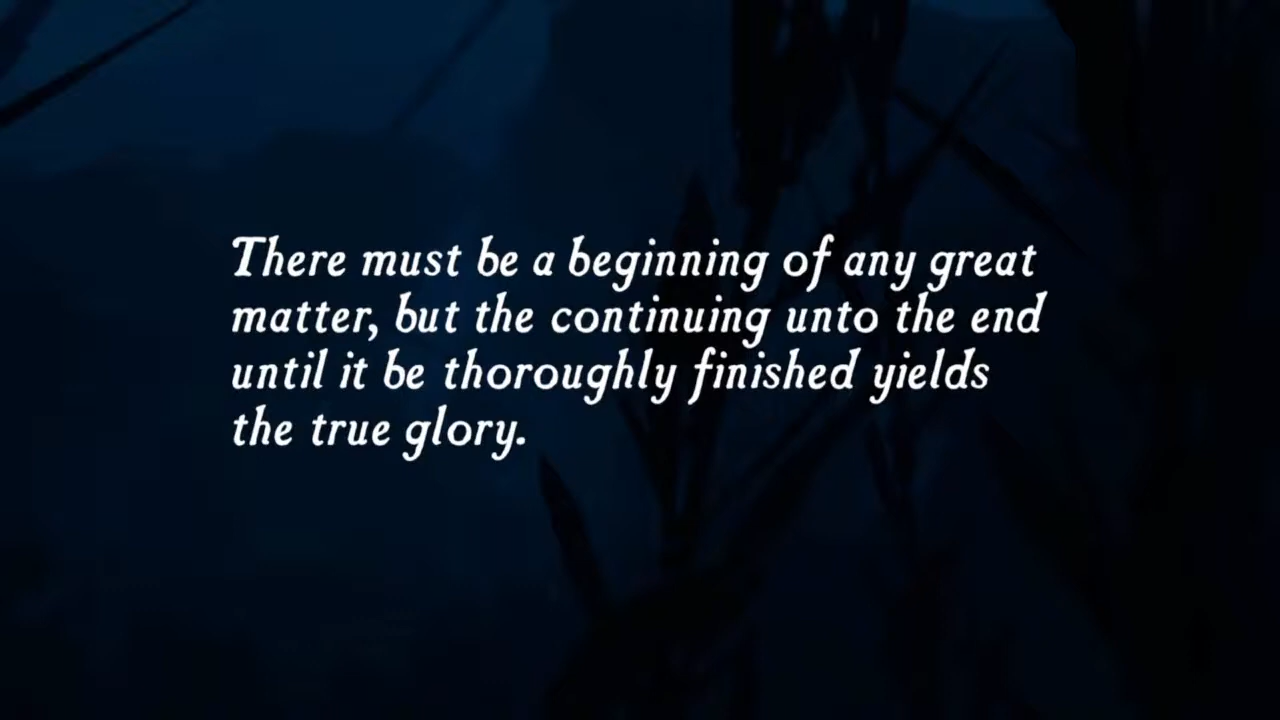 There must be a beginning of any great
matter, but the continuing unto the end
until it be thoroughly finished yields
the true glory.